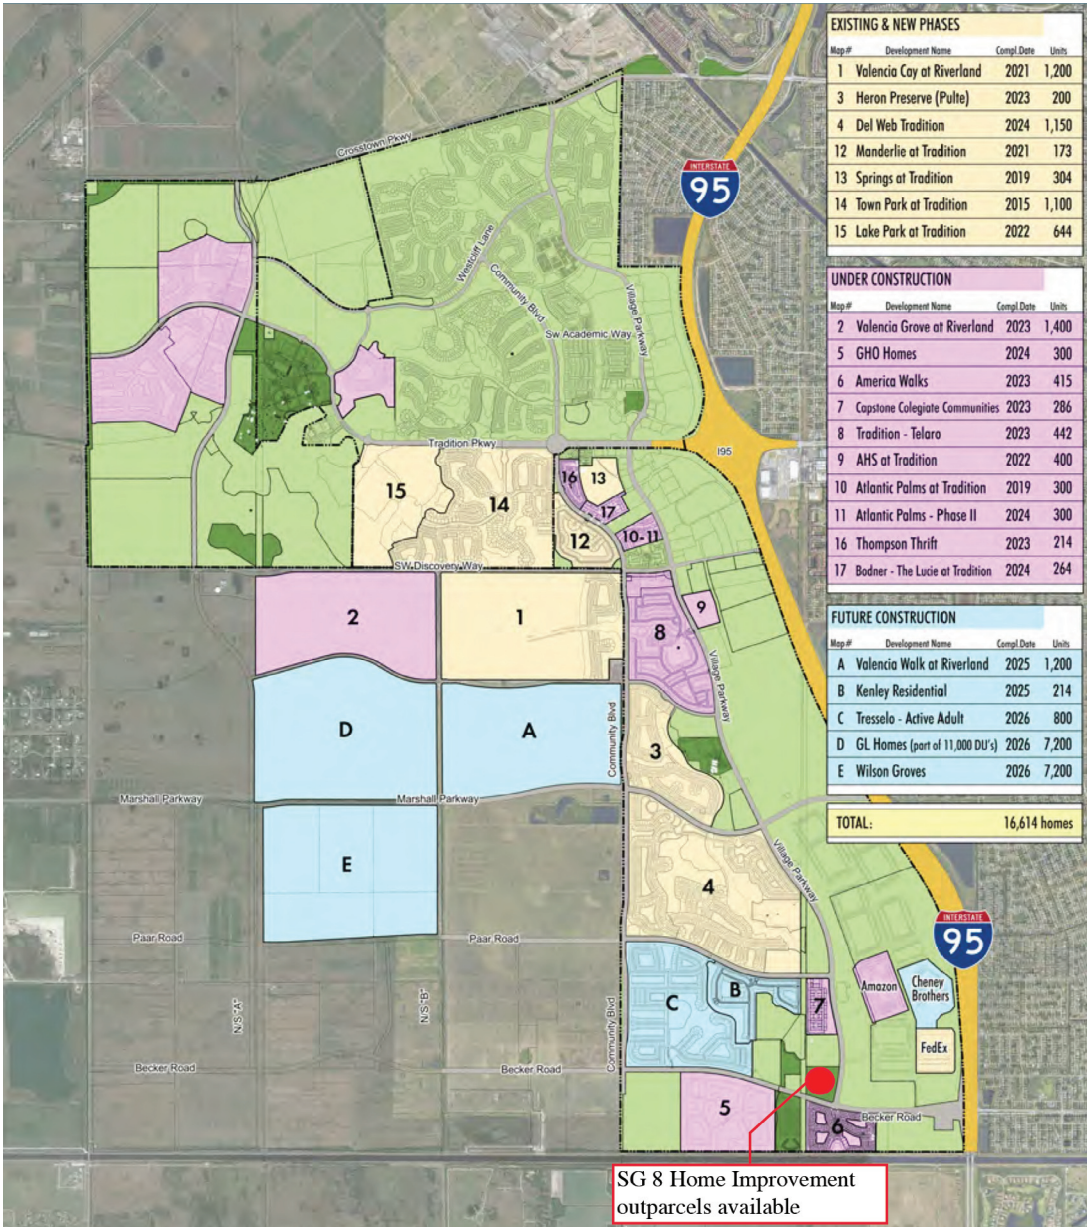 EXISTING & NEW PHASES
Map # Development Name Compl.Date Units
1 Valencia Cay at Riverland 2021 1,200
3 Heron Preserve (Pulte) 2023 200
4 Del Web Tradition 2024 1,150
12 Manderlie at Tradition 2021 173
13 Springs at Tradition 2019 304
14 Town Park at Tradition 2015 1,100
15 Lake Park at Tradition 2022 644
UNDER CONSTRUCTION
Map # Development Name Compl.Date Units
2 Valencia Grove at Riverland 2023 1,400
5 GHO Homes 2024 300
6 America Walks 2023 415
7 Capstone Colegiate Communities 2023 286
8 Tradition - Telaro 2023 442
9 AHS at Tradition 2022 400
10 Atlantic Palms at Tradition 2019 300
11 Atlantic Palms - Phase II 2024 300
16 Thompson Thrift 2023 214
17 Bodner - The Lucie at Tradition 2024 264
FUTURE CONSTRUCTION
Map # Development Name Compl.Date Units
A Valencia Walk at Riverland 2025 1,200
B Kenley Residential 2025 214
C Tresselo - Active Adult 2026 800
D GL Homes (part of 11,000 DU's) 2026 7,200
E Wilson Groves 2026 7,200
TOTAL: 16,614 homes
Crosstown Pkwy
INTERSTATE
95
Westcliff Lane
Community Blvd
Village Parkway
Sw Academic Way
Tradition Pkwy
I95
15
14
16
13
17
12
10-11
SW Discovery Way
2
1
8
9
Village Parkway
D
A
Community Blvd
3
Marshall Parkway
Marshall Parkway
E
4
Village Parkway
INTERSTATE
95
Paar Road
Paar Road
N/S "A"
N/S "B"
Community Blvd
C
B
7
Amazon
Cheney
Brothers
FedEx
Becker Road
Becker Road
5
6
Becker Road
SG 8 Home Improvement
outparcels available